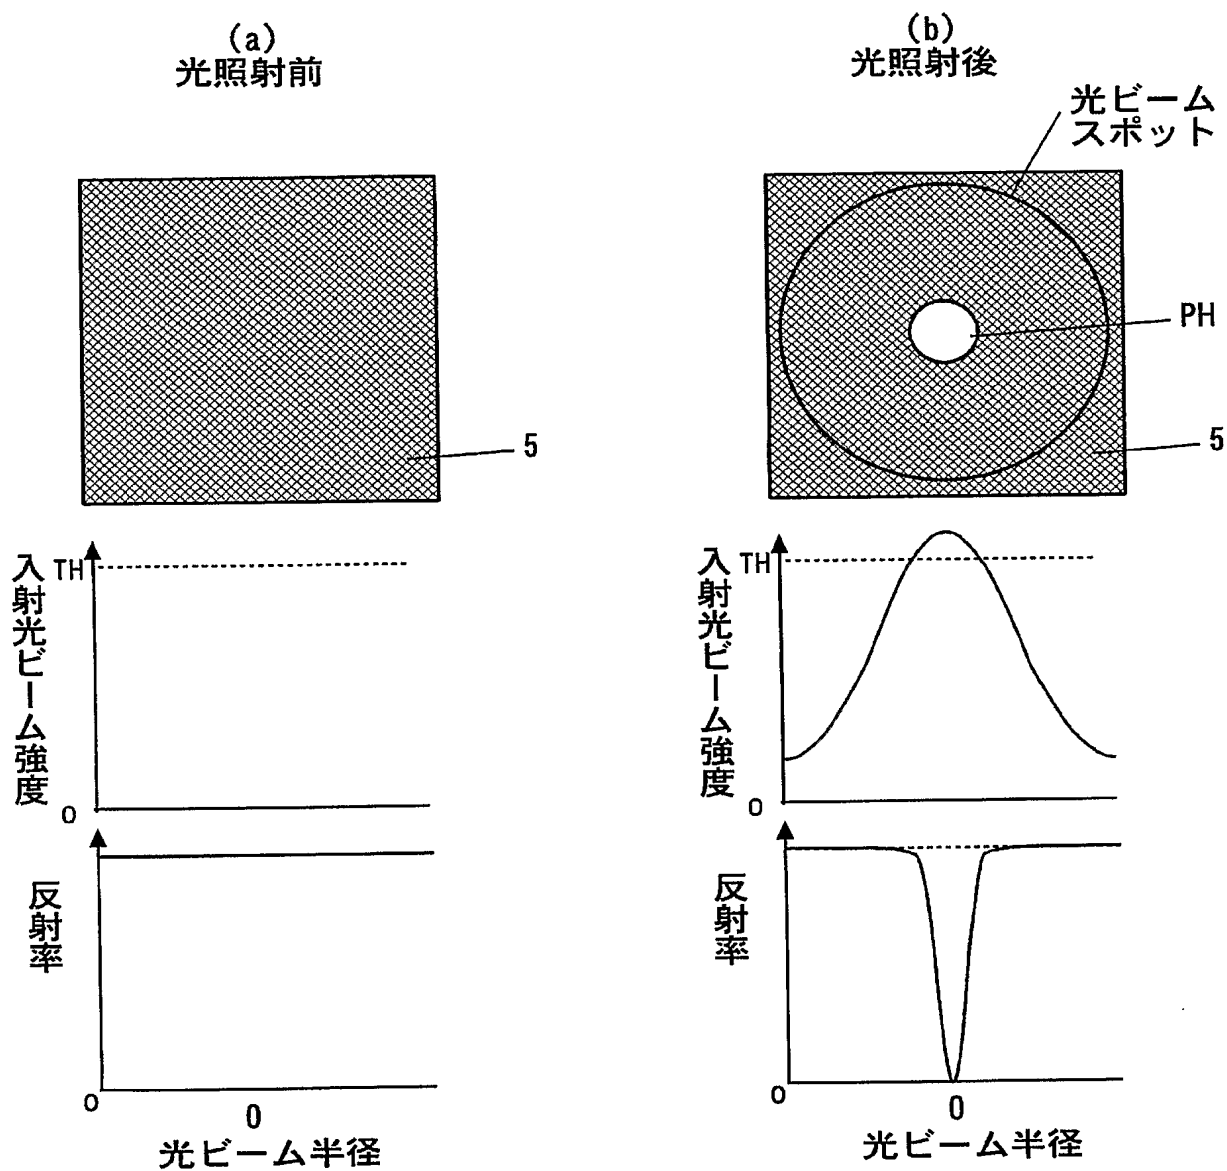 (a)
光照射前
5
入射光ビーム強度
TH
0
反射率
0
0
光ビーム半径
(b)
光照射後
光ビーム
スポット
PH
5
入射光ビーム強度
TH
0
反射率
0
0
光ビーム半径